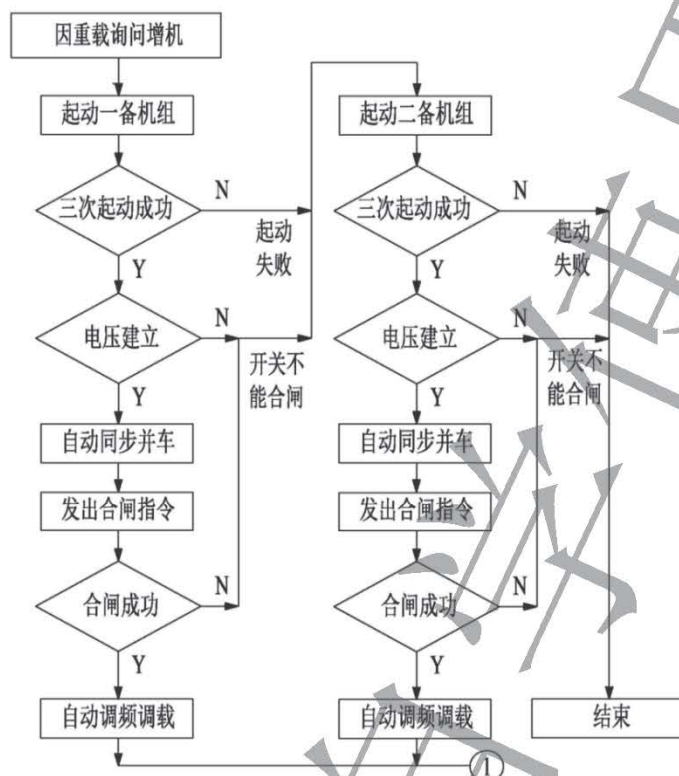 因重载询问增机
起动一备机组
三次起动成功
N
起动
失败
Y
电压建立
N
开关不
能合闸
Y
自动同步并车
发出合闸指令
合闸成功
N
Y
自动调频调载
起动二备机组
三次起动成功
N
起动
失败
Y
电压建立
N
开关不
能合闸
Y
自动同步并车
发出合闸指令
合闸成功
N
Y
自动调频调载
结束
1